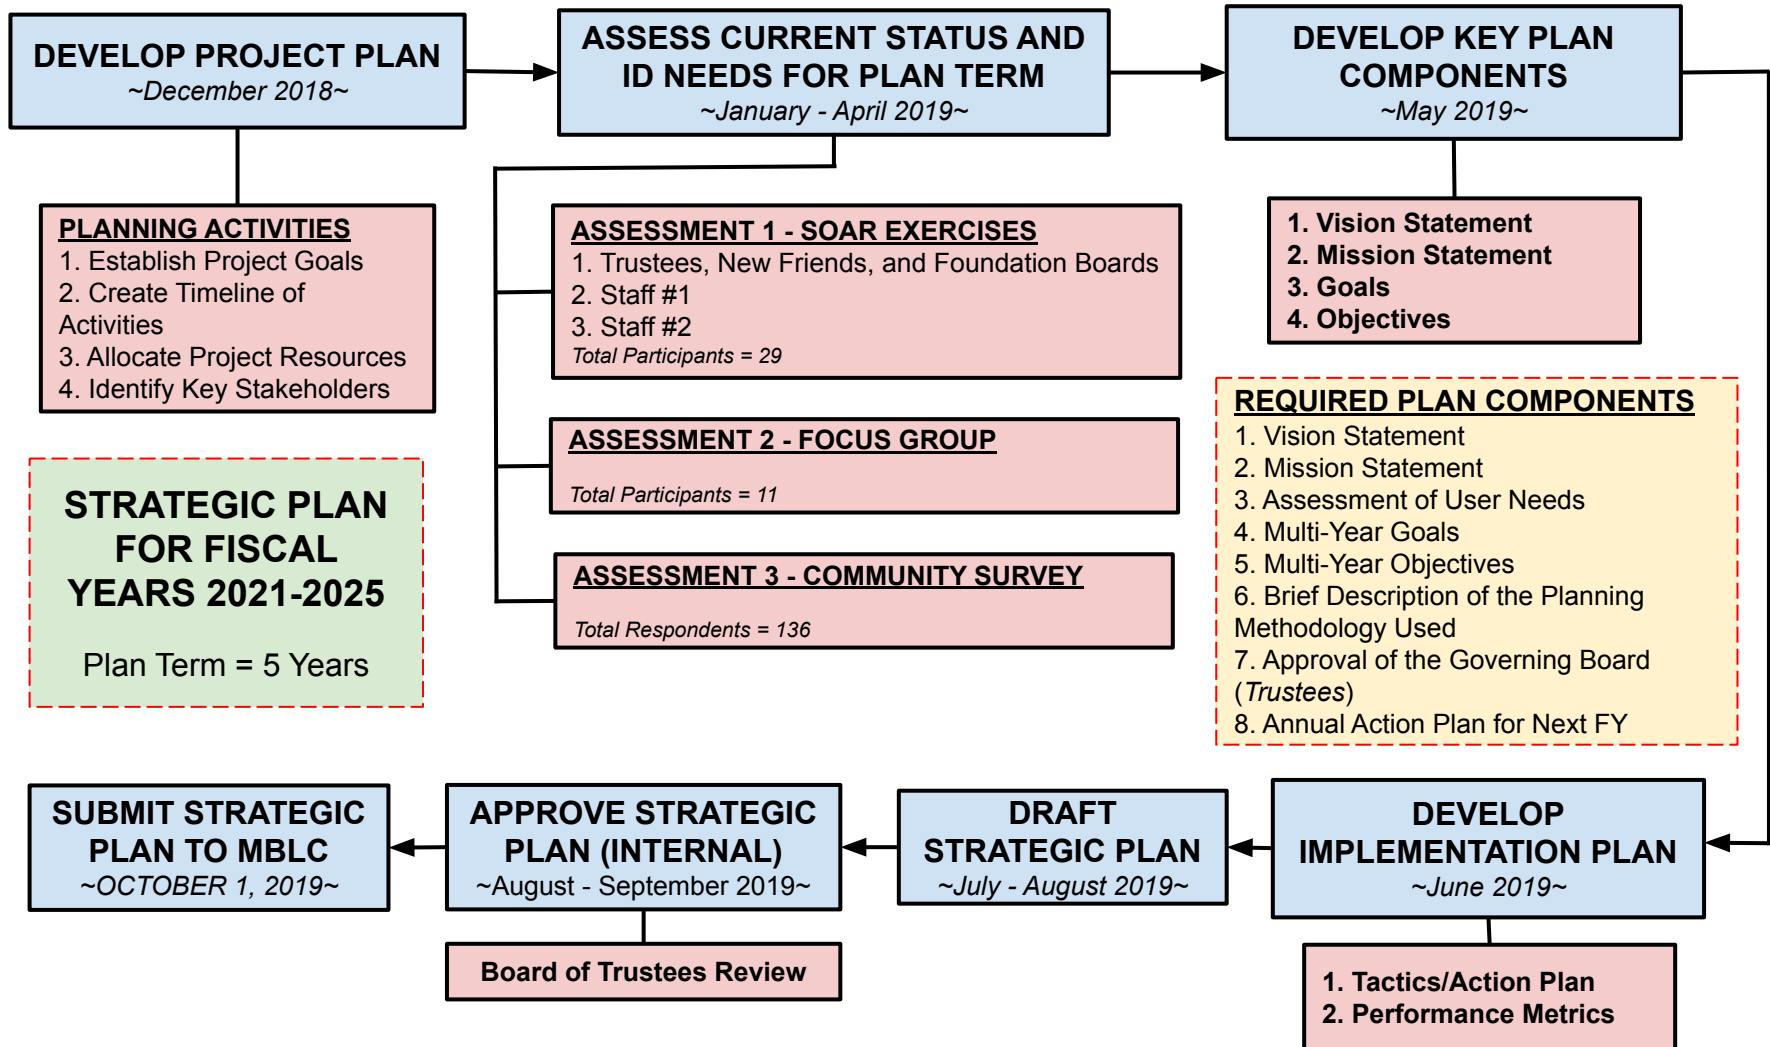 DEVELOP PROJECT PLAN
~December 2018~
ASSESS CURRENT STATUS AND
ID NEEDS FOR PLAN TERM
~January - April 2019~
DEVELOP KEY PLAN
COMPONENTS
~May 2019~
PLANNING ACTIVITIES
1. Establish Project Goals
2. Create Timeline of
Activities
3. Allocate Project Resources
4. Identify Key Stakeholders
ASSESSMENT 1 - SOAR EXERCISES
1. Trustees, New Friends, and Foundation Boards
2. Staff #1
3. Staff #2
Total Participants = 29
ASSESSMENT 2 - FOCUS GROUP
Total Participants = 11
ASSESSMENT 3 - COMMUNITY SURVEY
Total Respondents = 136
1. Vision Statement
2. Mission Statement
3. Goals
4. Objectives
STRATEGIC PLAN
FOR FISCAL
YEARS 2021-2025
Plan Term = 5 Years
REQUIRED PLAN COMPONENTS
1. Vision Statement
2. Mission Statement
3. Assessment of User Needs
4. Multi-Year Goals
5. Multi-Year Objectives
6. Brief Description of the Planning
Methodology Used
7. Approval of the Governing Board
(Trustees)
8. Annual Action Plan for Next FY
SUBMIT STRATEGIC
PLAN TO MBLC
~OCTOBER 1, 2019~
APPROVE STRATEGIC
PLAN (INTERNAL)
~August - September 2019~
DRAFT
STRATEGIC PLAN
~July - August 2019~
DEVELOP
IMPLEMENTATION PLAN
~June 2019~
Board of Trustees Review
1. Tactics/Action Plan
2. Performance Metrics